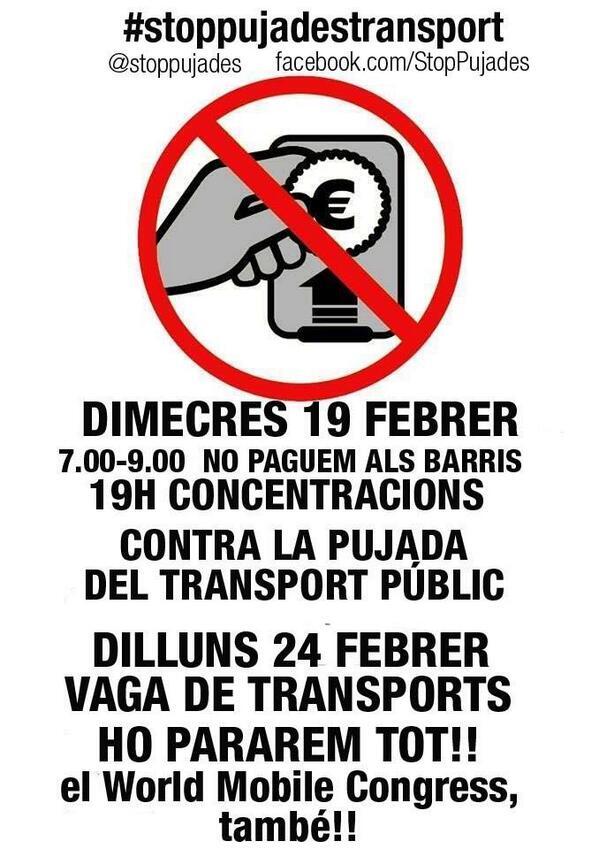 #stoppujadestransport
@stoppujades facebook.com/StopPujades
€
DIMECRES 19 FEBRER
7.00-9.00 NO PAGUEM ALS BARRIS
19H CONCENTRACIONS
CONTRA LA PUJADA
DEL TRANSPORT PÚBLIC
DILLUNS 24 FEBRER
VAGA DE TRANSPORTS
HO PARAREM TOT!!
el World Mobile Congress,
també!!